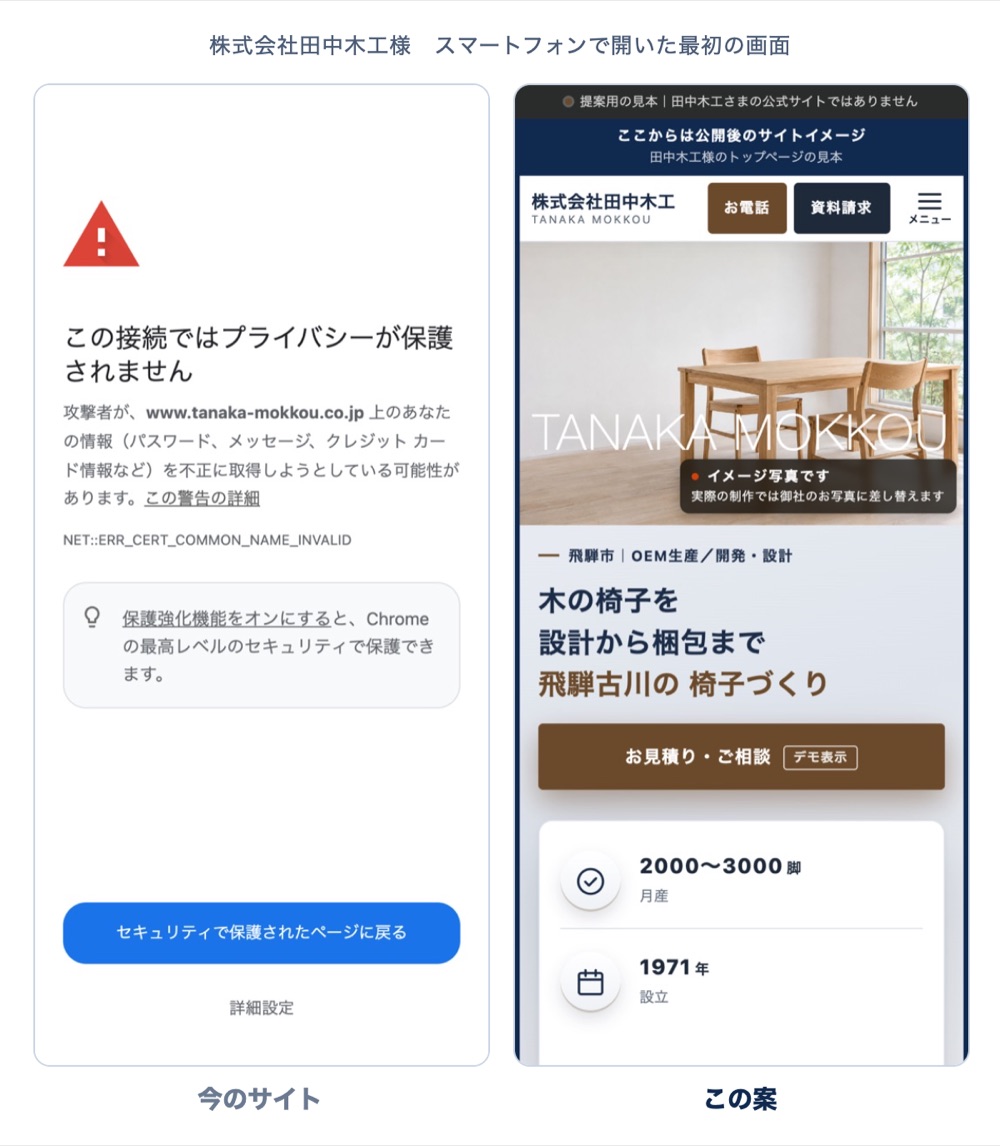 株式会社田中木工様　スマートフォンで開いた最初の画面
この接続ではプライバシーが保護
されません
攻撃者が、www.tanaka-mokkou.co.jp 上のあなた
の情報（パスワード、メッセージ、クレジット カー
ド情報など）を不正に取得しようとしている可能性が
あります。この警告の詳細
NET::ERR_CERT_COMMON_NAME_INVALID
保護強化機能をオンにすると、Chrome
の最高レベルのセキュリティで保護でき
ます。
セキュリティで保護されたページに戻る
詳細設定
今のサイト
提案用の見本｜田中木工さまの公式サイトではありません
ここからは公開後のサイトイメージ
田中木工様のトップページの見本
株式会社田中木工
TANAKA MOKKOU
お電話
資料請求
メニュー
TANAKA MOKKOU
イメージ写真です
実際の制作では御社のお写真に差し替えます
飛騨市｜OEM生産／開発・設計
木の椅子を
設計から梱包まで
飛騨古川の 椅子づくり
お見積り・ご相談 デモ表示
2000〜3000 脚
月産
1971 年
設立
この案